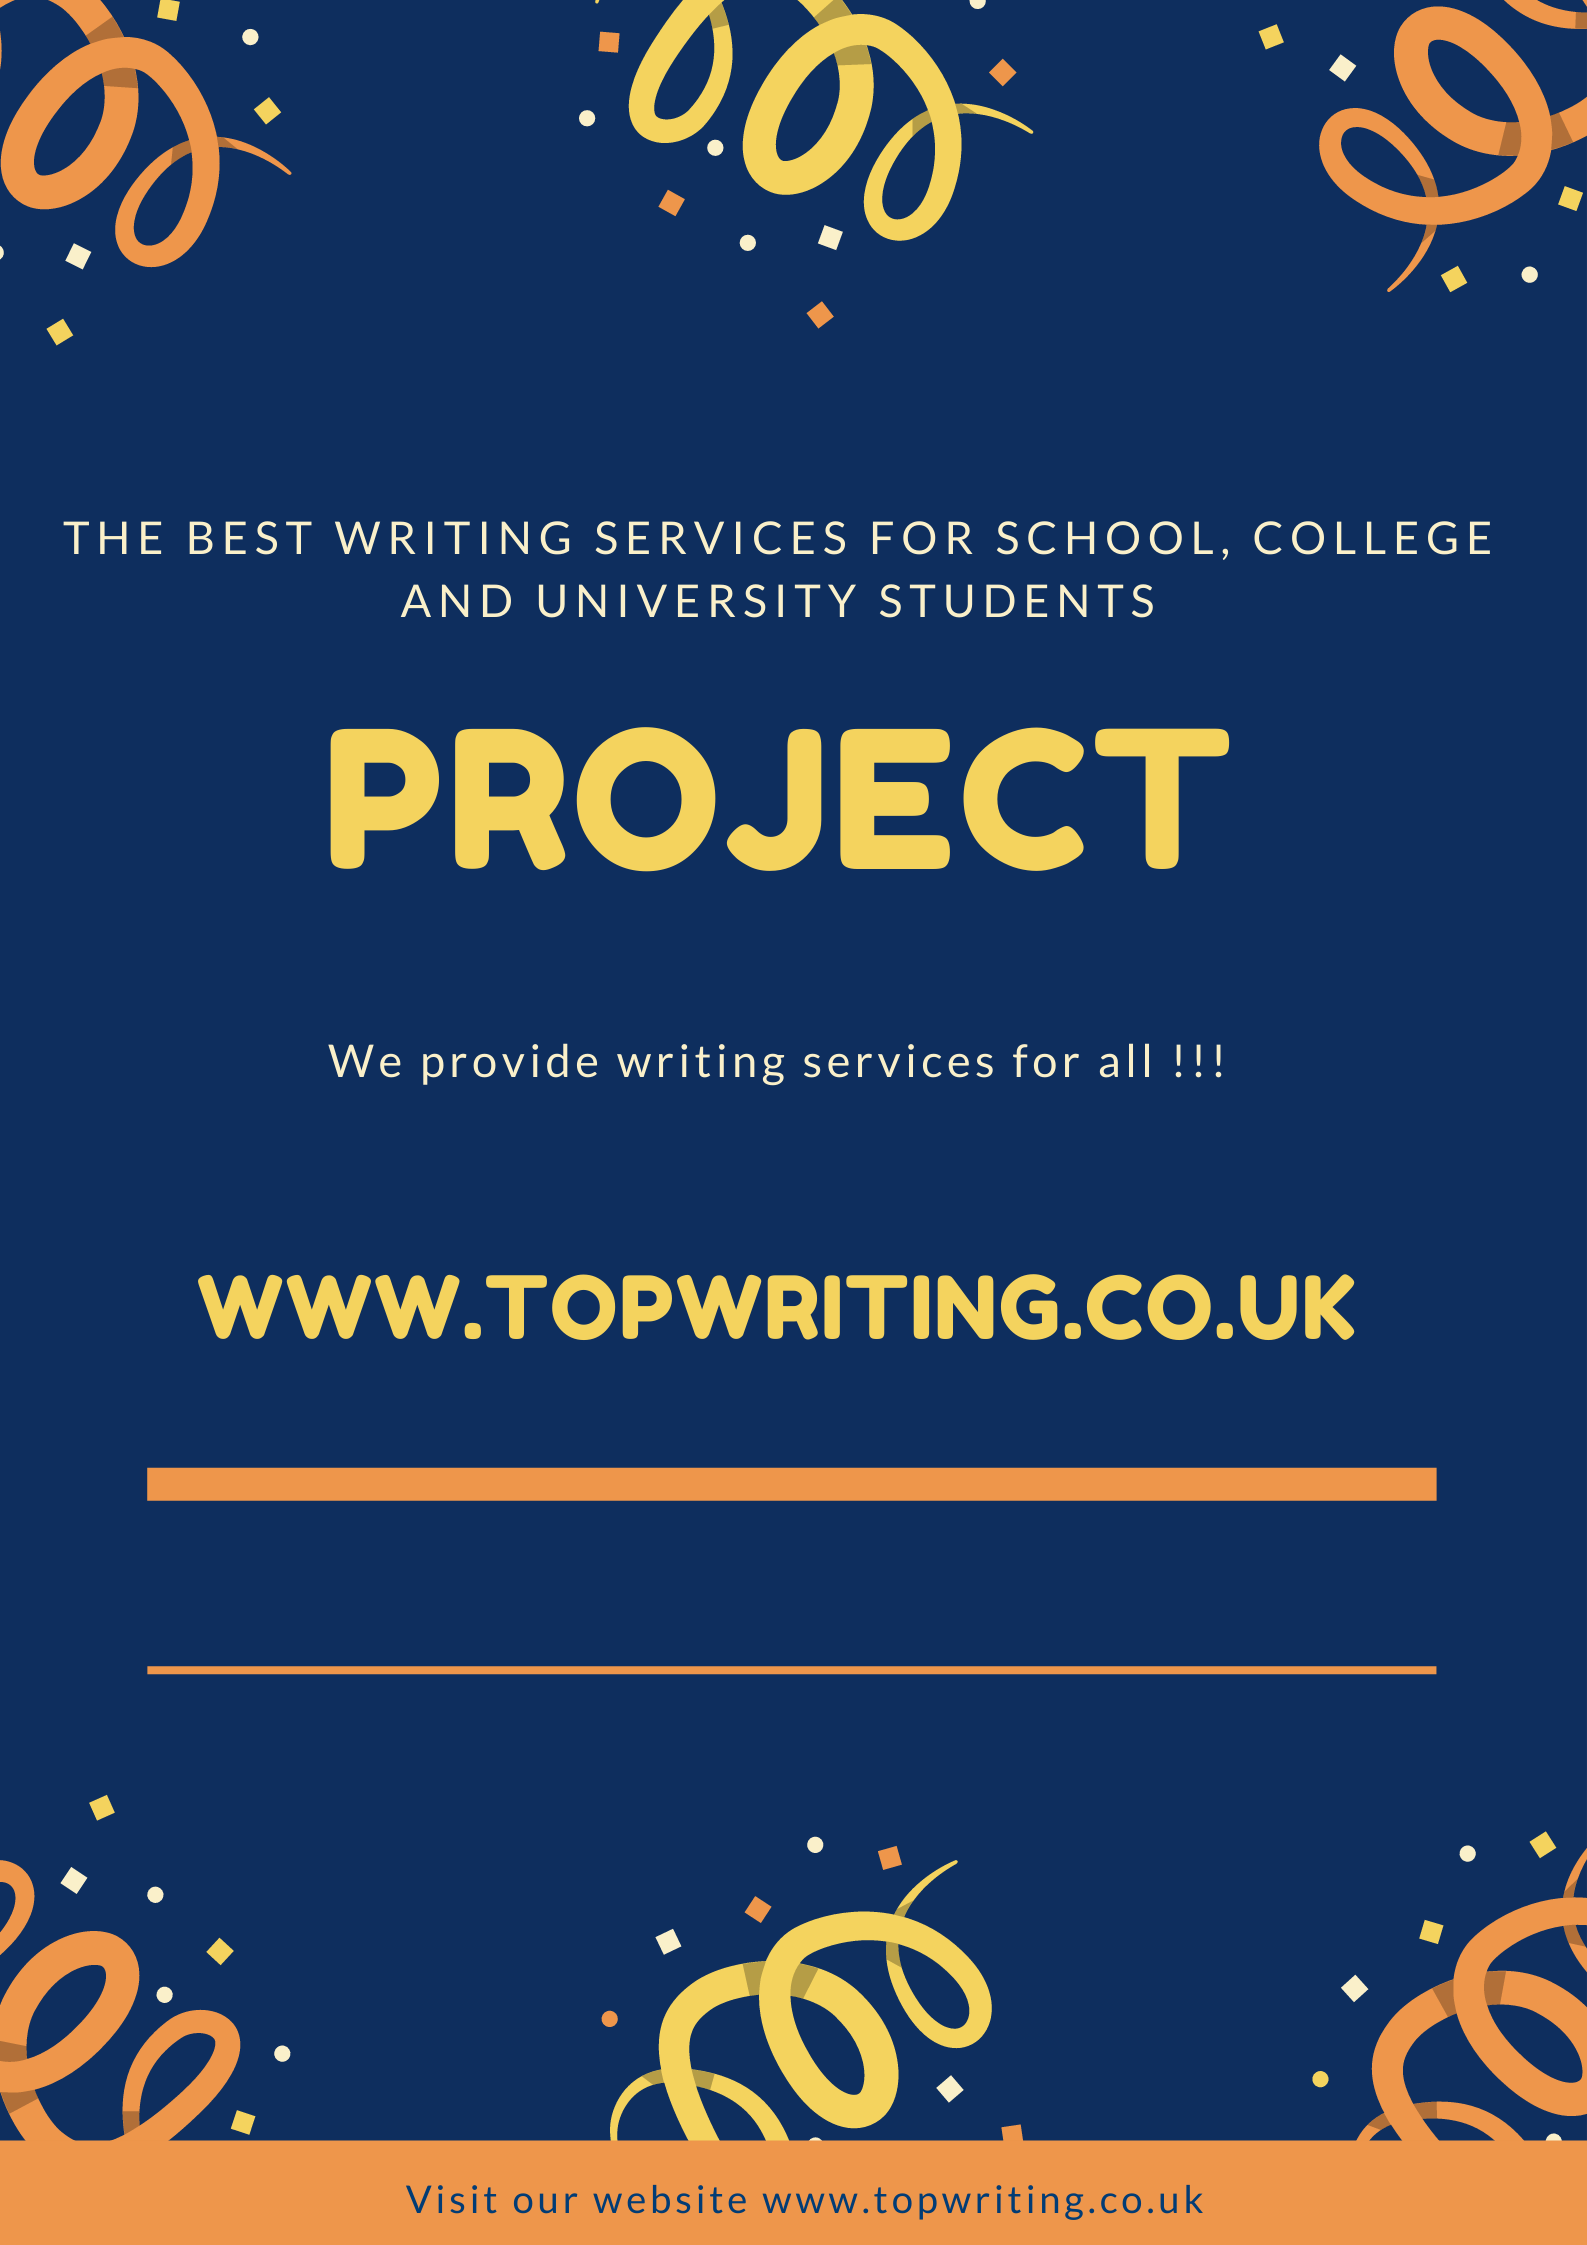 THE BEST WRITING SERVICES FOR SCHOOL, COLLEGE
AND UNIVERSITY STUDENTS
PROJECT
We provide writing services for all !!!
WWW.TOPWRITING.CO.UK
Visit our website www.topwriting.co.uk